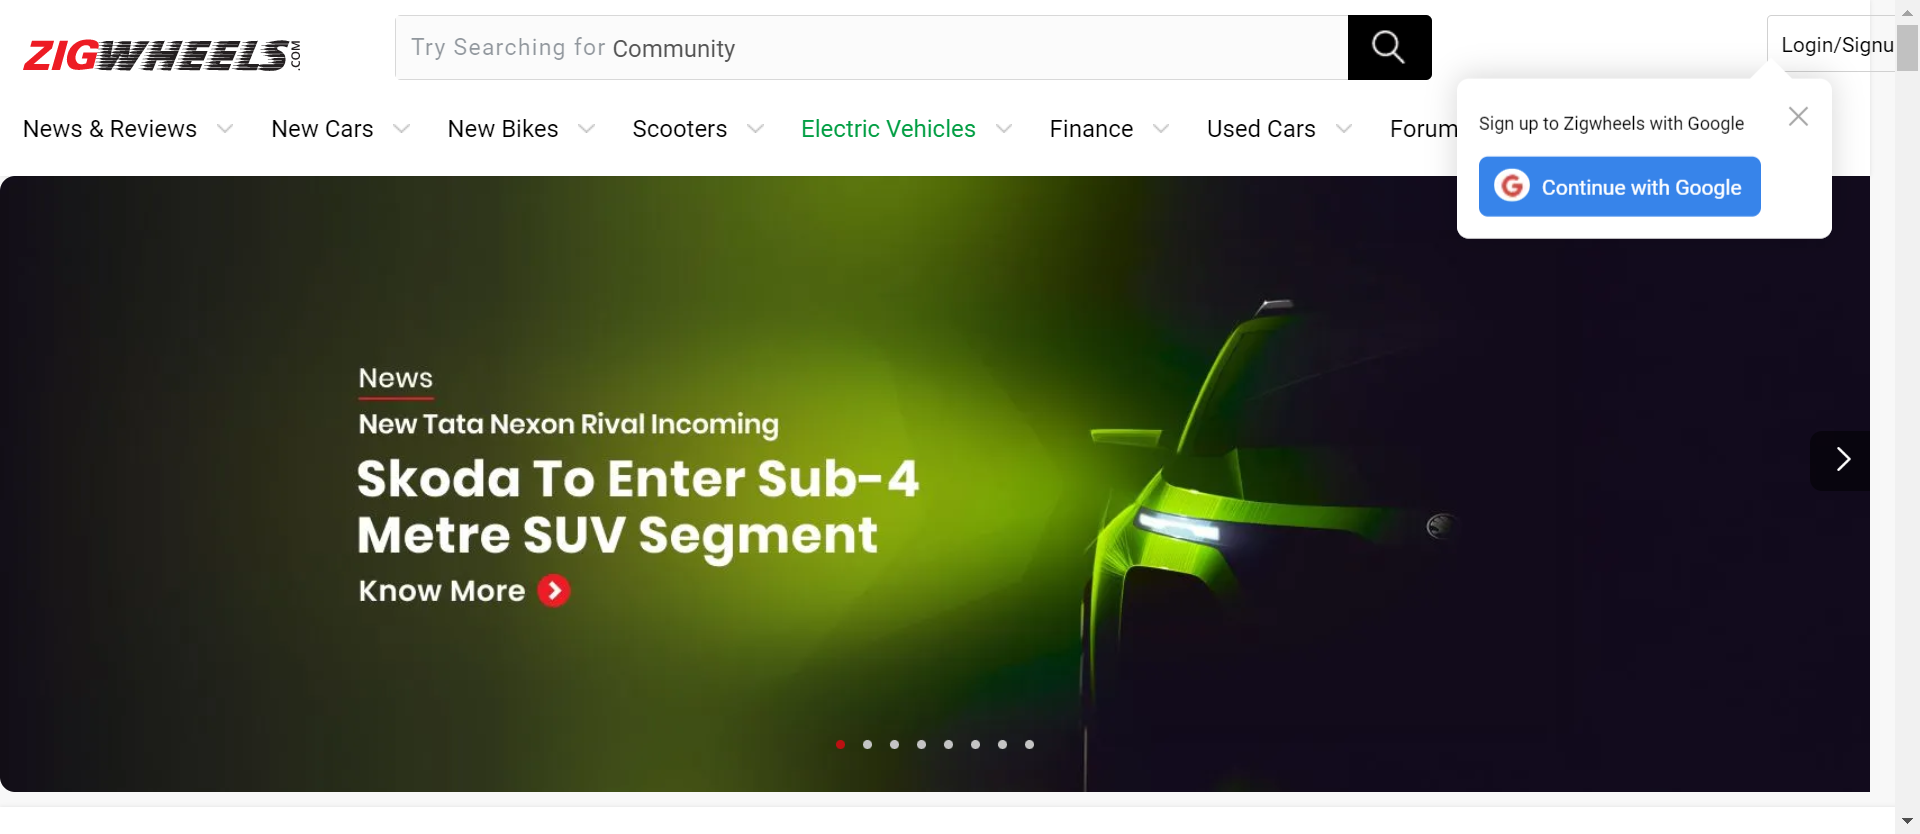 ZIGWHEELS.COM
Try Searching for Community
Login/Signu
News & Reviews New Cars New Bikes Scooters Electric Vehicles Finance Used Cars Forum
Sign up to Zigwheels with Google
Continue with Google
News
New Tata Nexon Rival Incoming
Skoda To Enter Sub-4
Metre SUV Segment
Know More